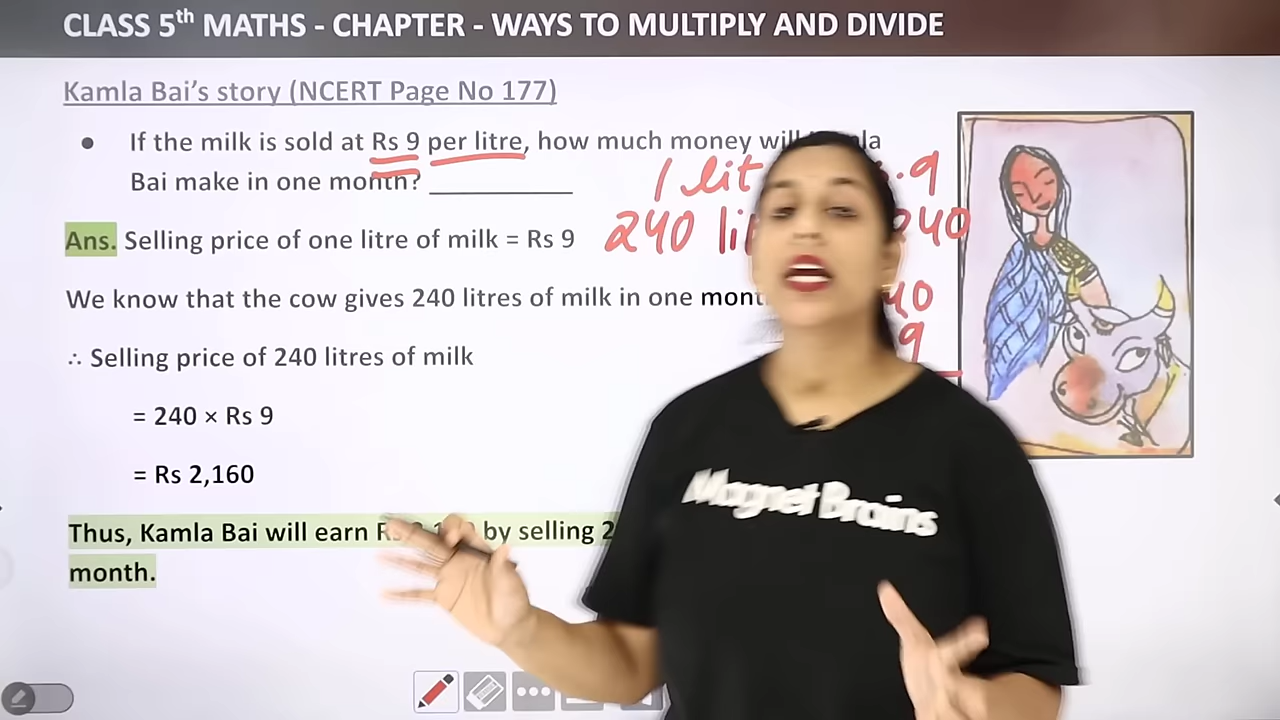 CLASS 5th MATHS - CHAPTER - WAYS TO MULTIPLY AND DIVIDE
Kamla Bai's story (NCERT Page No 177)
● If the milk is sold at Rs 9 per litre, how much money
Bai make in one month? __________
1 lit .9
Ans. Selling price of one litre of milk = Rs 9
240 240
We know that the cow gives 240 litres of milk in one
9
∴ Selling price of 240 litres of milk
= 240 × Rs 9
= Rs 2,160
Thus, Kamla Bai will earn by selling
month.
Magnet Brains